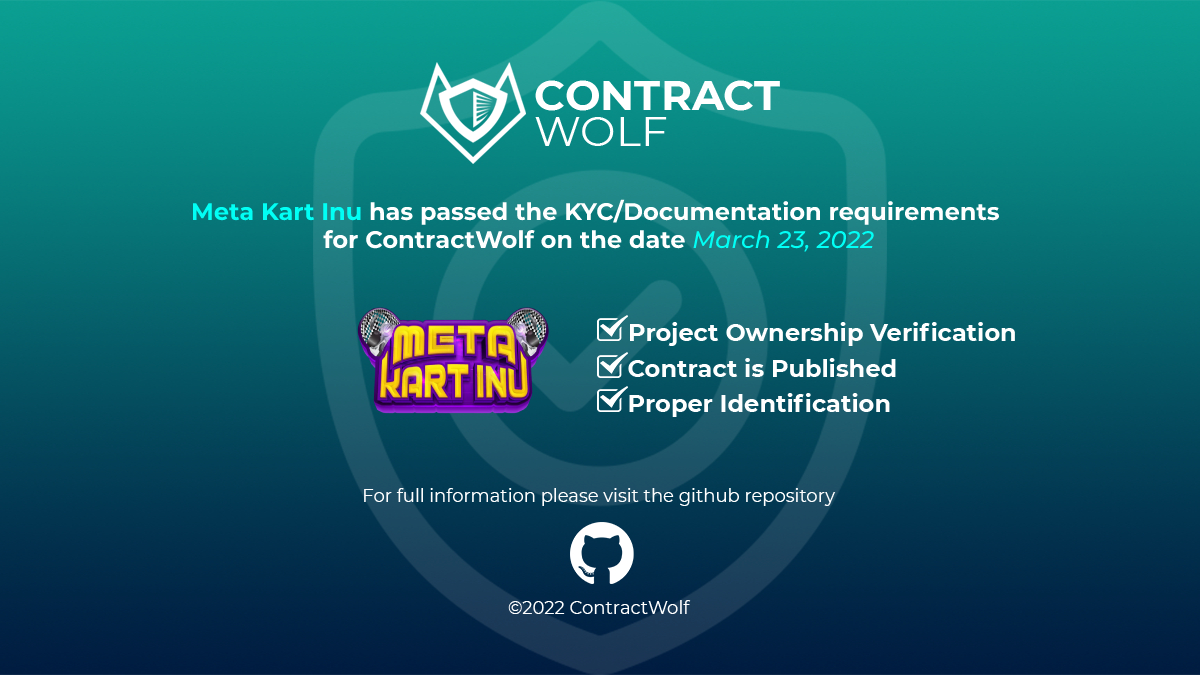 CONTRACT
WOLF
Meta Kart Inu has passed the KYC/Documentation requirements
for ContractWolf on the date March 23, 2022
META
KART INU
Project Ownership Verification
Contract is Published
Proper Identification
For full information please visit the github repository
©2022 ContractWolf